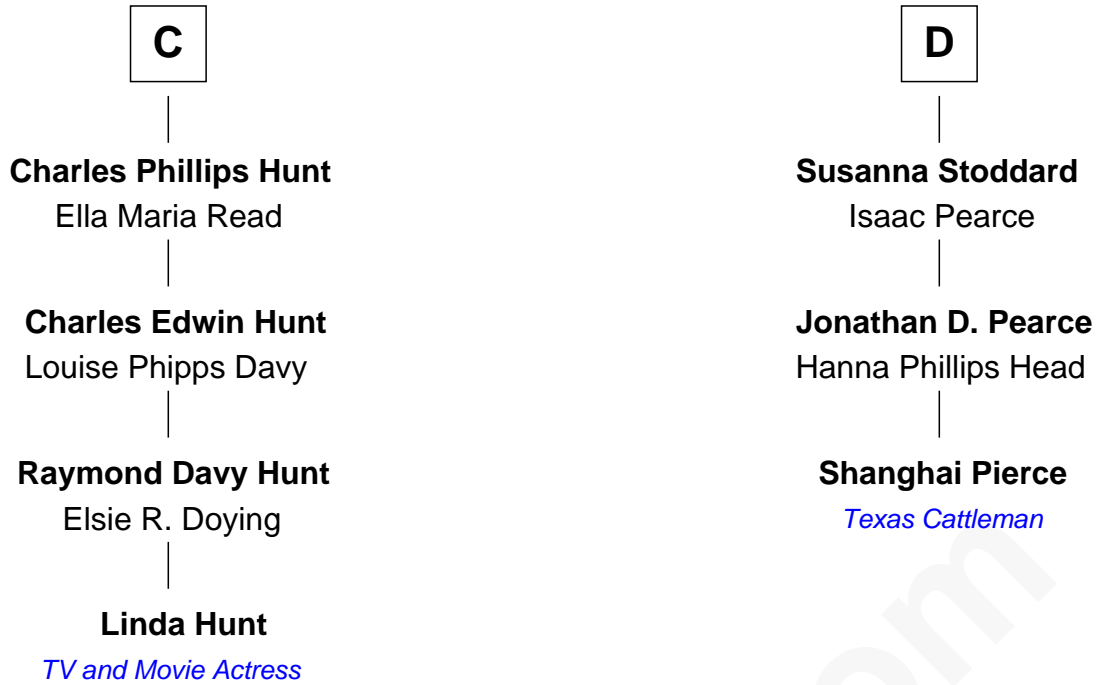 C
Charles Phillips Hunt
Ella Maria Read
Charles Edwin Hunt
Louise Phipps Davy
Raymond Davy Hunt
Elsie R. Doying
Linda Hunt
TV and Movie Actress
D
Susanna Stoddard
Isaac Pearce
Jonathan D. Pearce
Hanna Phillips Head
Shanghai Pierce
Texas Cattleman
om